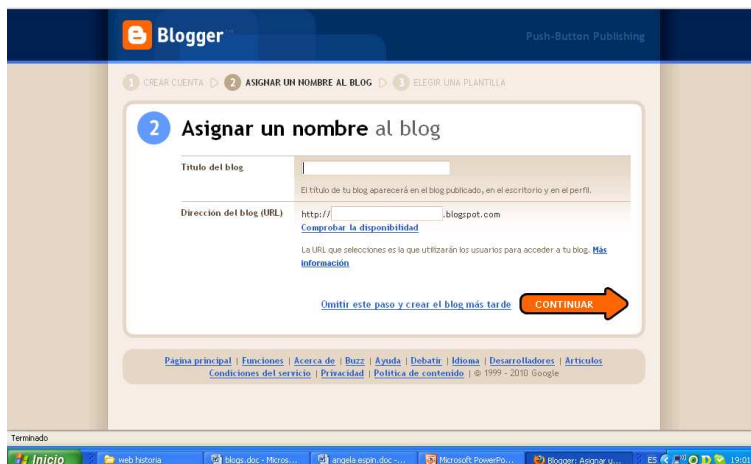 Blogger™
Push-Button Publishing
1 CREAR CUENTA 2 ASIGNAR UN NOMBRE AL BLOG 3 ELEGIR UNA PLANTILLA
2 Asignar un nombre al blog
Título del blog
El título de tu blog aparecerá en el blog publicado, en el escritorio y en el perfil.
Dirección del blog (URL) http:// .blogspot.com
Comprobar la disponibilidad
La URL que selecciones es la que utilizarán los usuarios para acceder a tu blog. Más
información
Omitir este paso y crear el blog más tarde CONTINUAR
Página principal | Funciones | Acerca de | Buzz | Ayuda | Debatir | Idioma | Desarrolladores | Artículos
Condiciones del servicio | Privacidad | Política de contenido | © 1999 - 2010 Google
Terminado
Inicio web historia blogs.doc - Micros... angela espin.doc -... Microsoft PowerPo... Blogger: Asignar u... ES